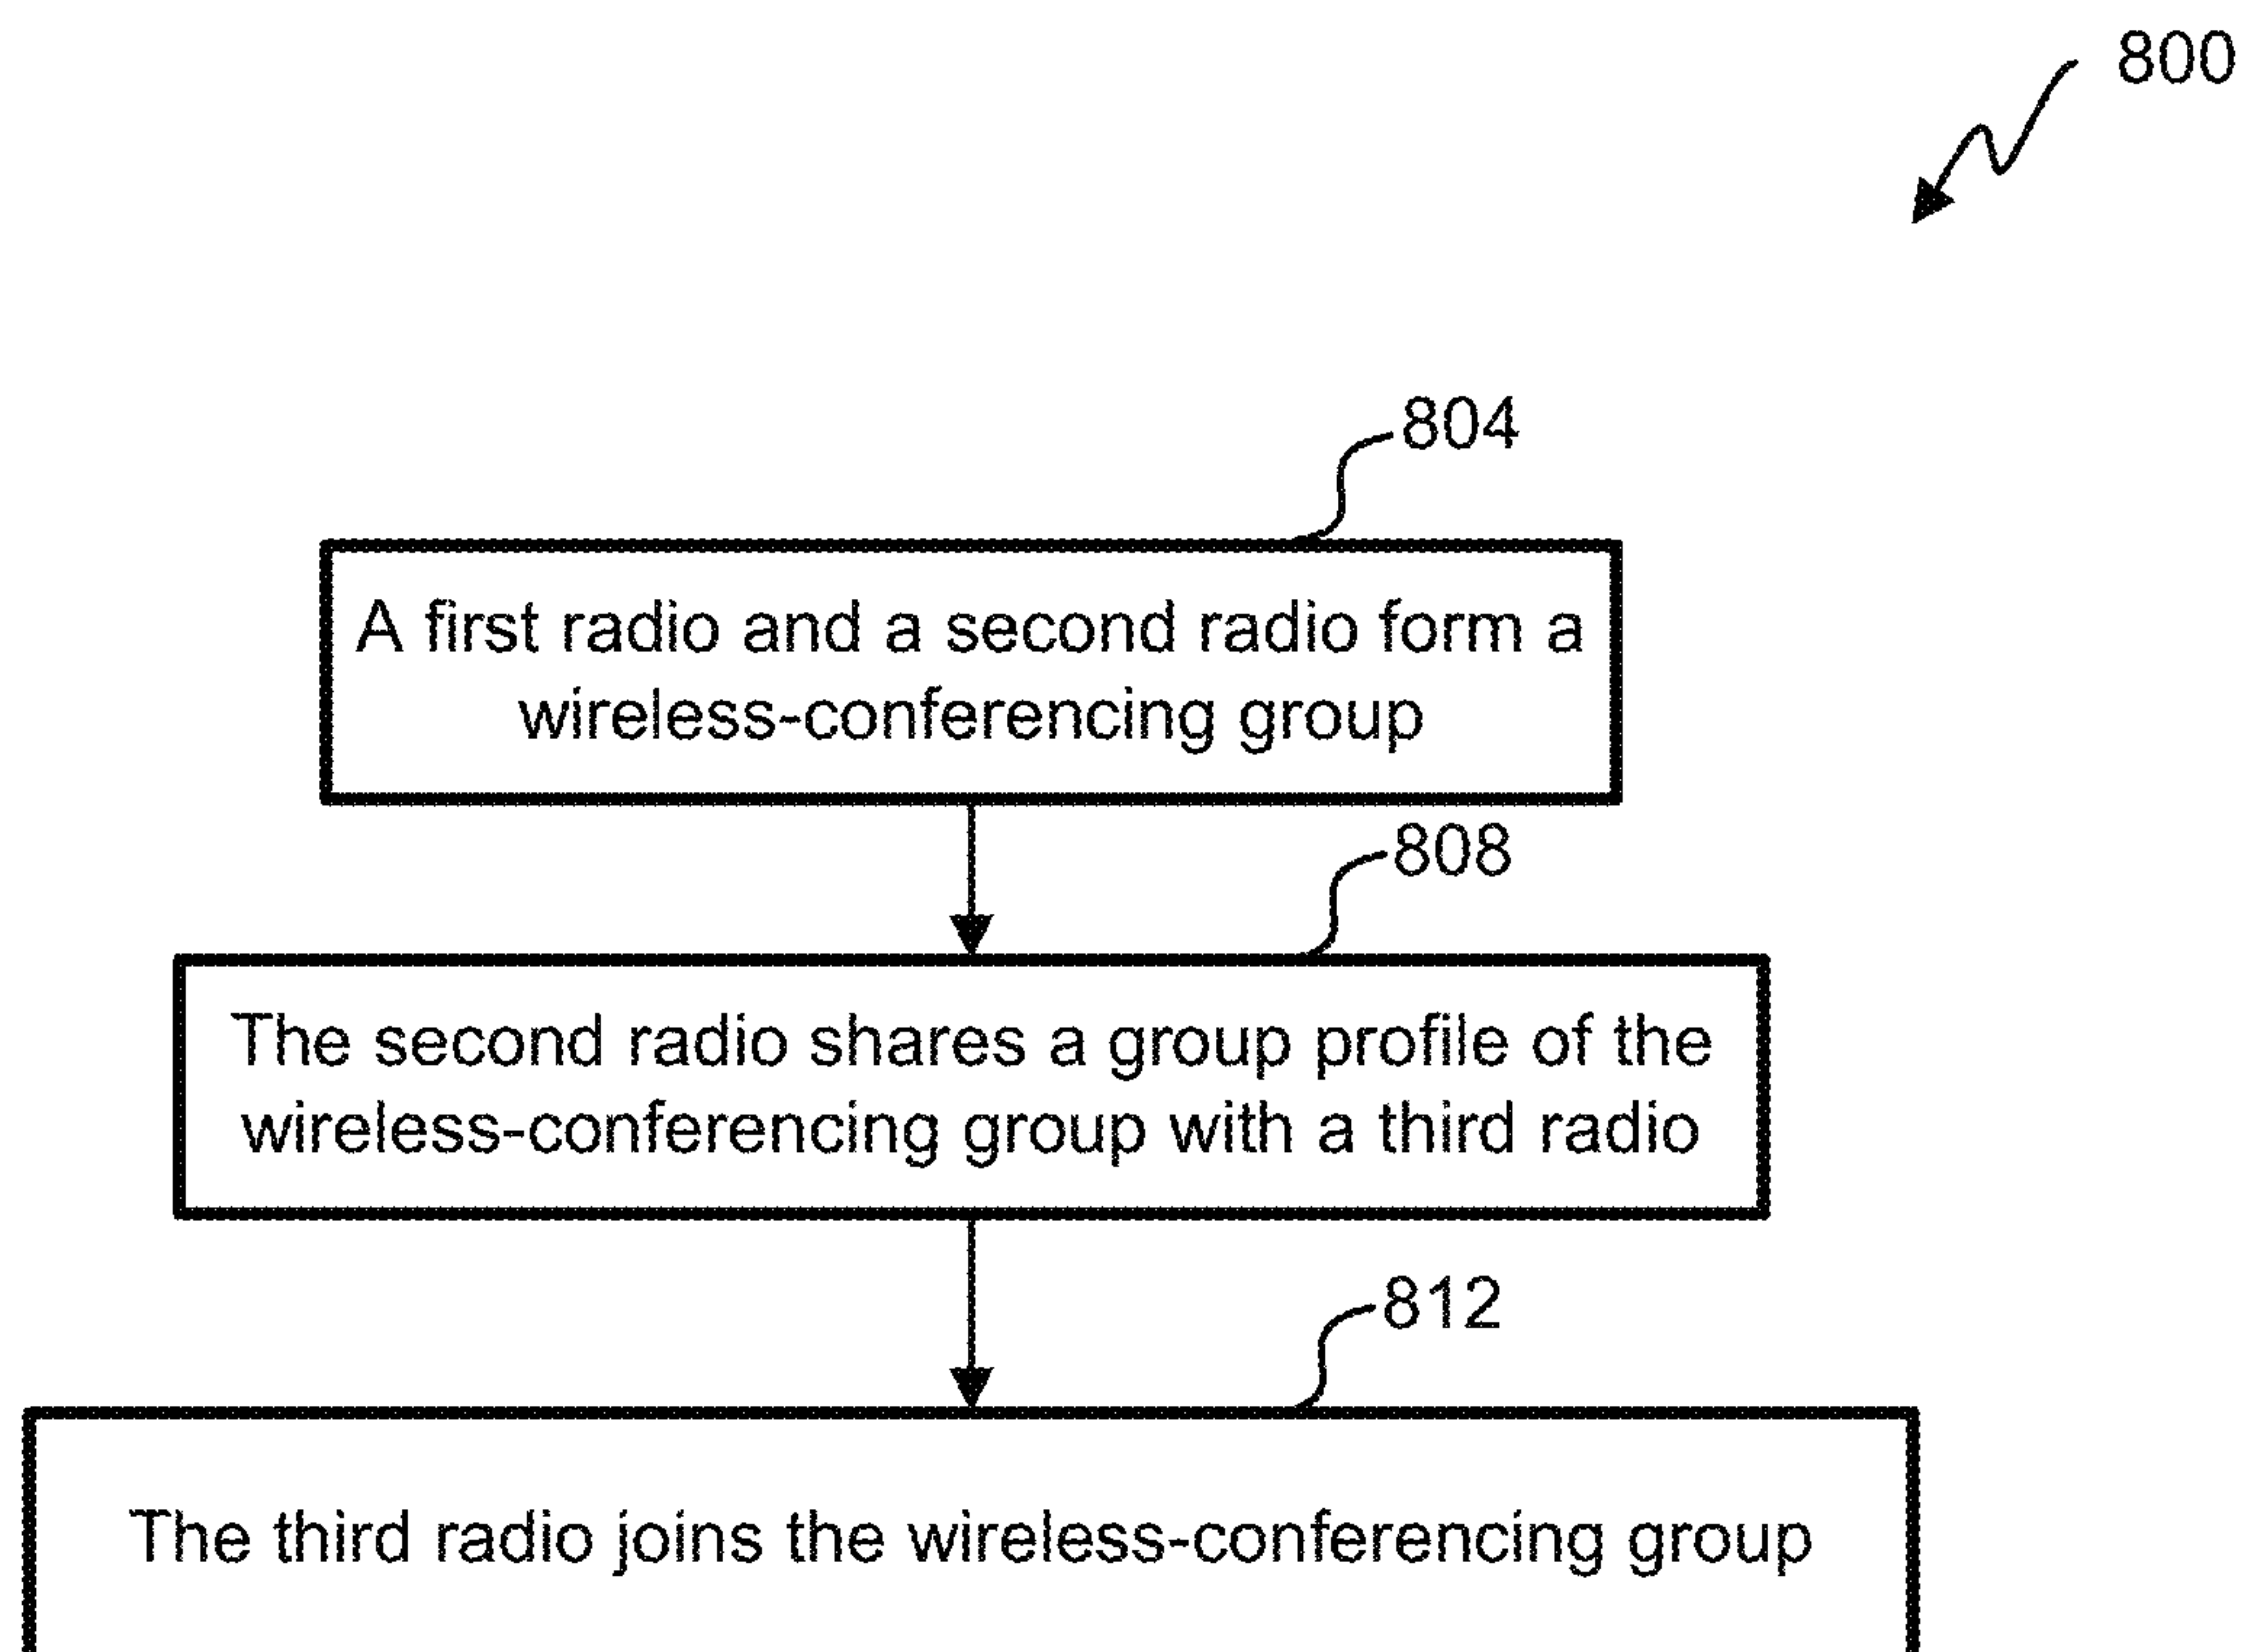 800
804
A first radio and a second radio form a
wireless-conferencing group
808
The second radio shares a group profile of the
wireless-conferencing group with a third radio
812
The third radio joins the wireless-conferencing group